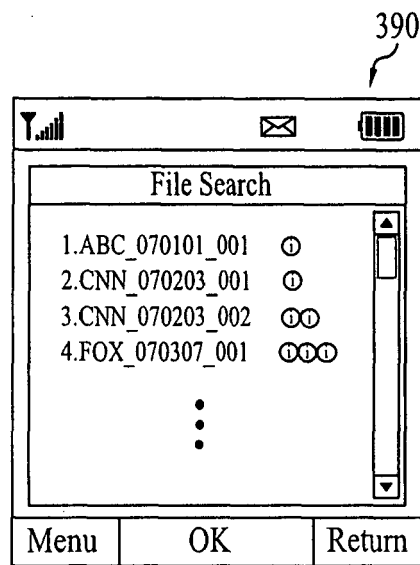 390
File Search
1.ABC_070101_001 i
2.CNN_070203_001 i
3.CNN_070203_002 i i
4.FOX_070307_001 i i i
Menu OK Return